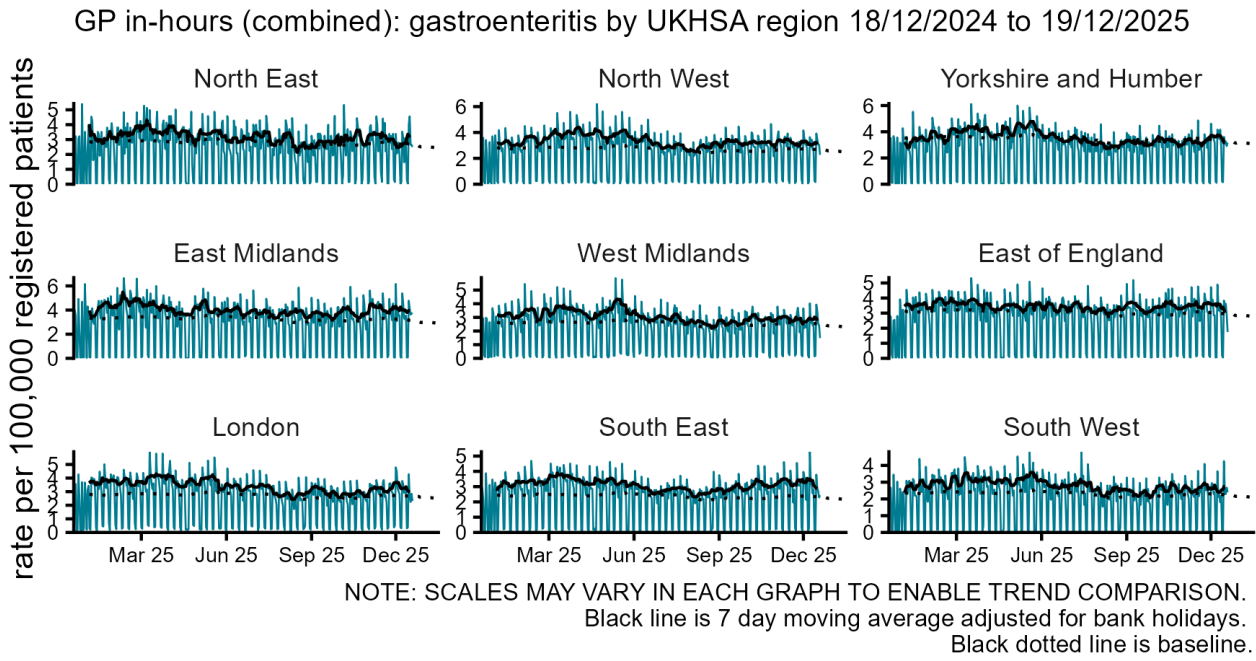 GP in-hours (combined): gastroenteritis by UKHSA region 18/12/2024 to 19/12/2025
rate per 100,000 registered patients
North East
5
4
3
2
1
0
North West
6
4
2
0
Yorkshire and Humber
6
4
2
0
East Midlands
6
4
2
0
West Midlands
5
4
3
2
1
0
East of England
5
4
3
2
1
0
London
5
4
3
2
1
0
Mar 25 Jun 25 Sep 25 Dec 25
South East
5
4
3
2
1
0
Mar 25 Jun 25 Sep 25 Dec 25
South West
4
3
2
1
0
Mar 25 Jun 25 Sep 25 Dec 25
NOTE: SCALES MAY VARY IN EACH GRAPH TO ENABLE TREND COMPARISON.
Black line is 7 day moving average adjusted for bank holidays.
Black dotted line is baseline.